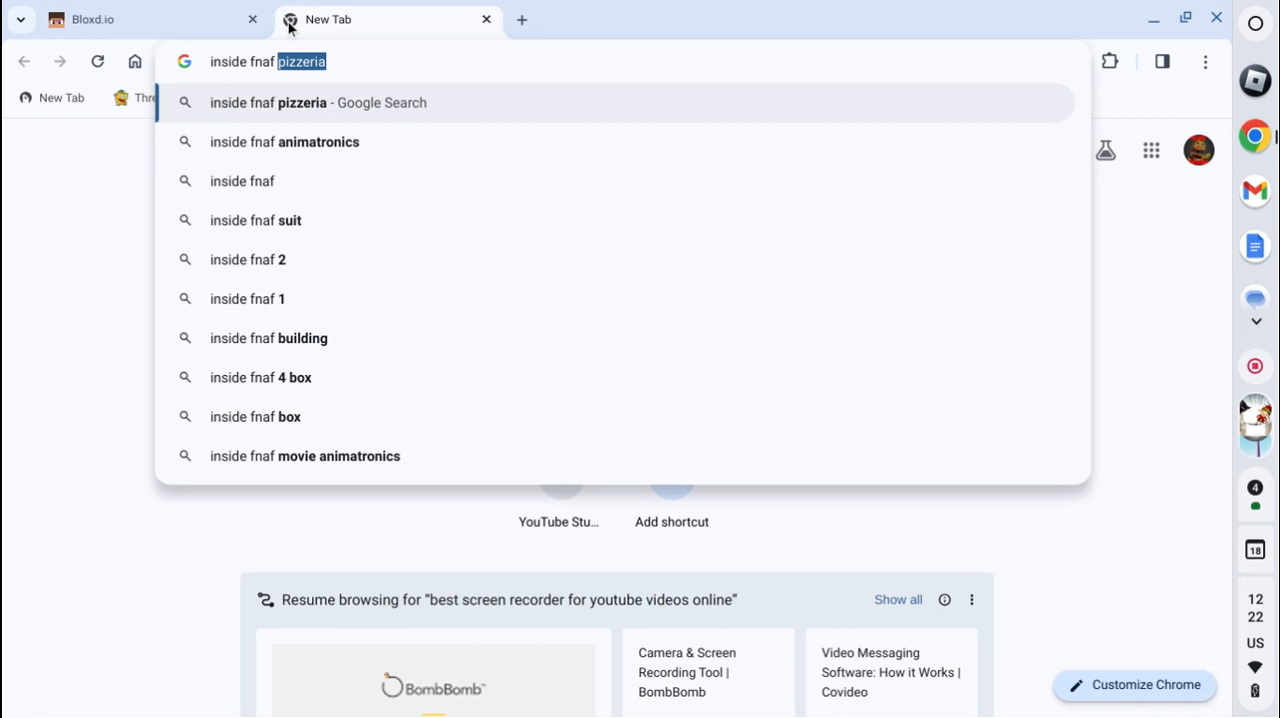 Bloxd.io
New Tab
inside fnaf pizzeria
New Tab
Thre
inside fnaf pizzeria - Google Search
inside fnaf animatronics
inside fnaf
inside fnaf suit
inside fnaf 2
inside fnaf 1
inside fnaf building
inside fnaf 4 box
inside fnaf box
inside fnaf movie animatronics
YouTube Stu...
Add shortcut
Resume browsing for “best screen recorder for youtube videos online”
Show all
BombBomb™
Camera & Screen
Recording Tool |
BombBomb
Video Messaging
Software: How it Works |
Covideo
Customize Chrome
4
18
12
22
US